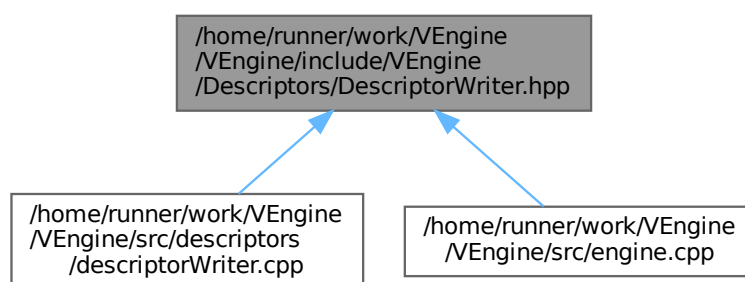 /home/runner/work/VEngine
/VEngine/include/VEngine
/Descriptors/DescriptorWriter.hpp
/home/runner/work/VEngine
/VEngine/src/descriptors
/descriptorWriter.cpp
/home/runner/work/VEngine
/VEngine/src/engine.cpp